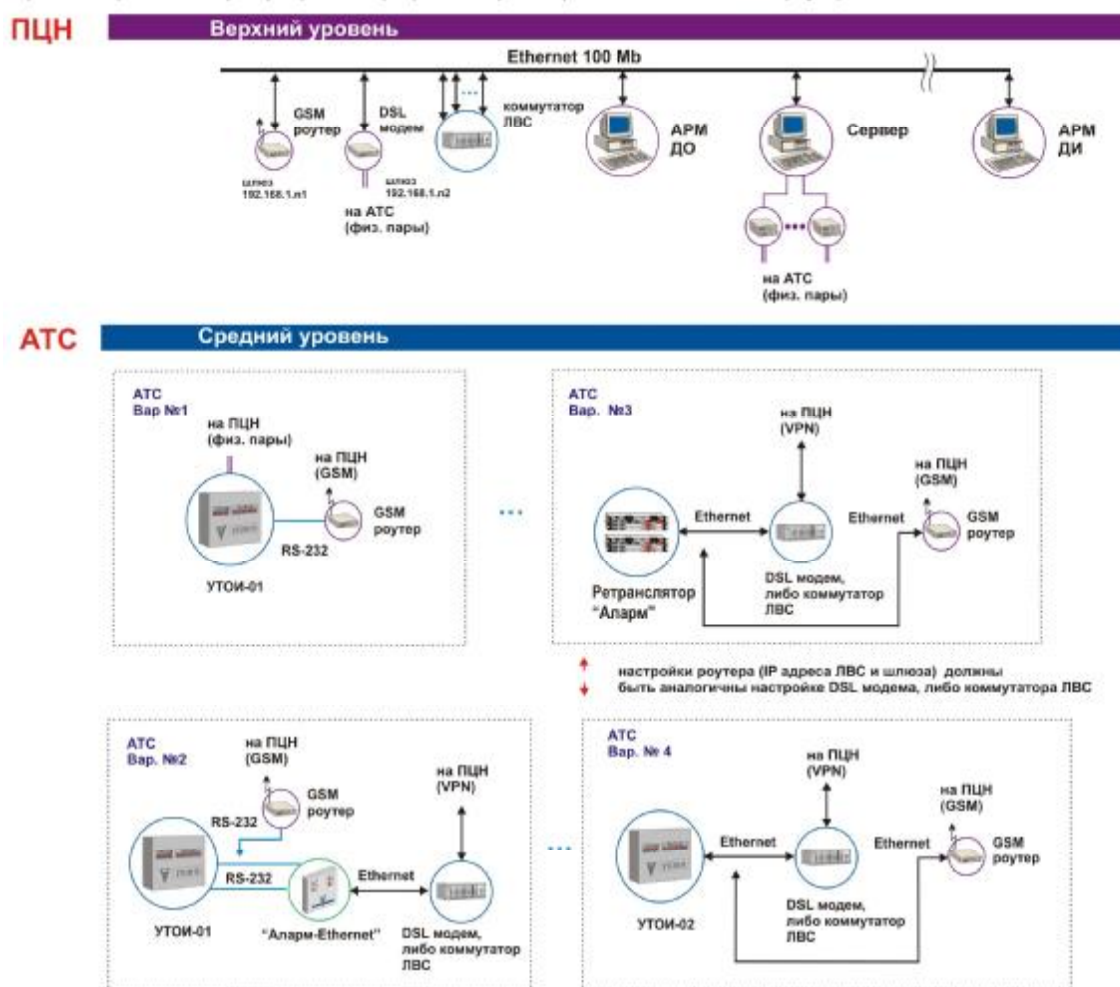 ПЦН
Верхний уровень
Ethernet 100 Mb
GSM
роутер
шлюз
192.168.1.n1
DSL
модем
шлюз
192.168.1.n2
на АТС
(физ. пары)
...
коммутатор
ЛВС
АРМ
ДО
Сервер
на АТС
(физ. пары)
АРМ
ДИ
АТС
Средний уровень
АТС
Вар №1
на ПЦН
(физ. пары)
на ПЦН
(GSM)
GSM
роутер
RS-232
УТОИ-01
...
АТС
Вар. №3
на ПЦН
(VPN)
на ПЦН
(GSM)
Ethernet
Ethernet
GSM
роутер
Ретранслятор
"Аларм"
DSL модем,
либо коммутатор
ЛВС
настройки роутера (IP адреса ЛВС и шлюза) должны
быть аналогичны настройке DSL модема, либо коммутатора ЛВС
АТС
Вар. №2
на ПЦН
(GSM)
GSM
роутер
на ПЦН
(VPN)
RS-232
RS-232
Ethernet
УТОИ-01
"Аларм-Ethernet"
DSL модем,
либо коммутатор
ЛВС
...
АТС
Вар. № 4
на ПЦН
(VPN)
на ПЦН
(GSM)
Ethernet
Ethernet
GSM
роутер
УТОИ-02
DSL модем,
либо коммутатор
ЛВС